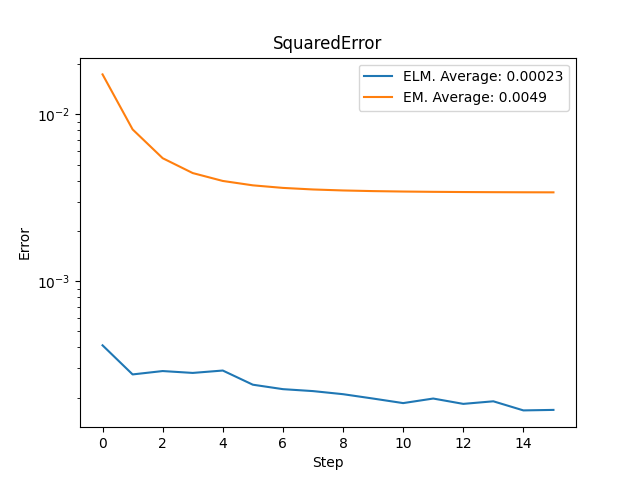 SquaredError
ELM. Average: 0.00023
EM. Average: 0.0049
10⁻²
10⁻³
Error
0 2 4 6 8 10 12 14
Step